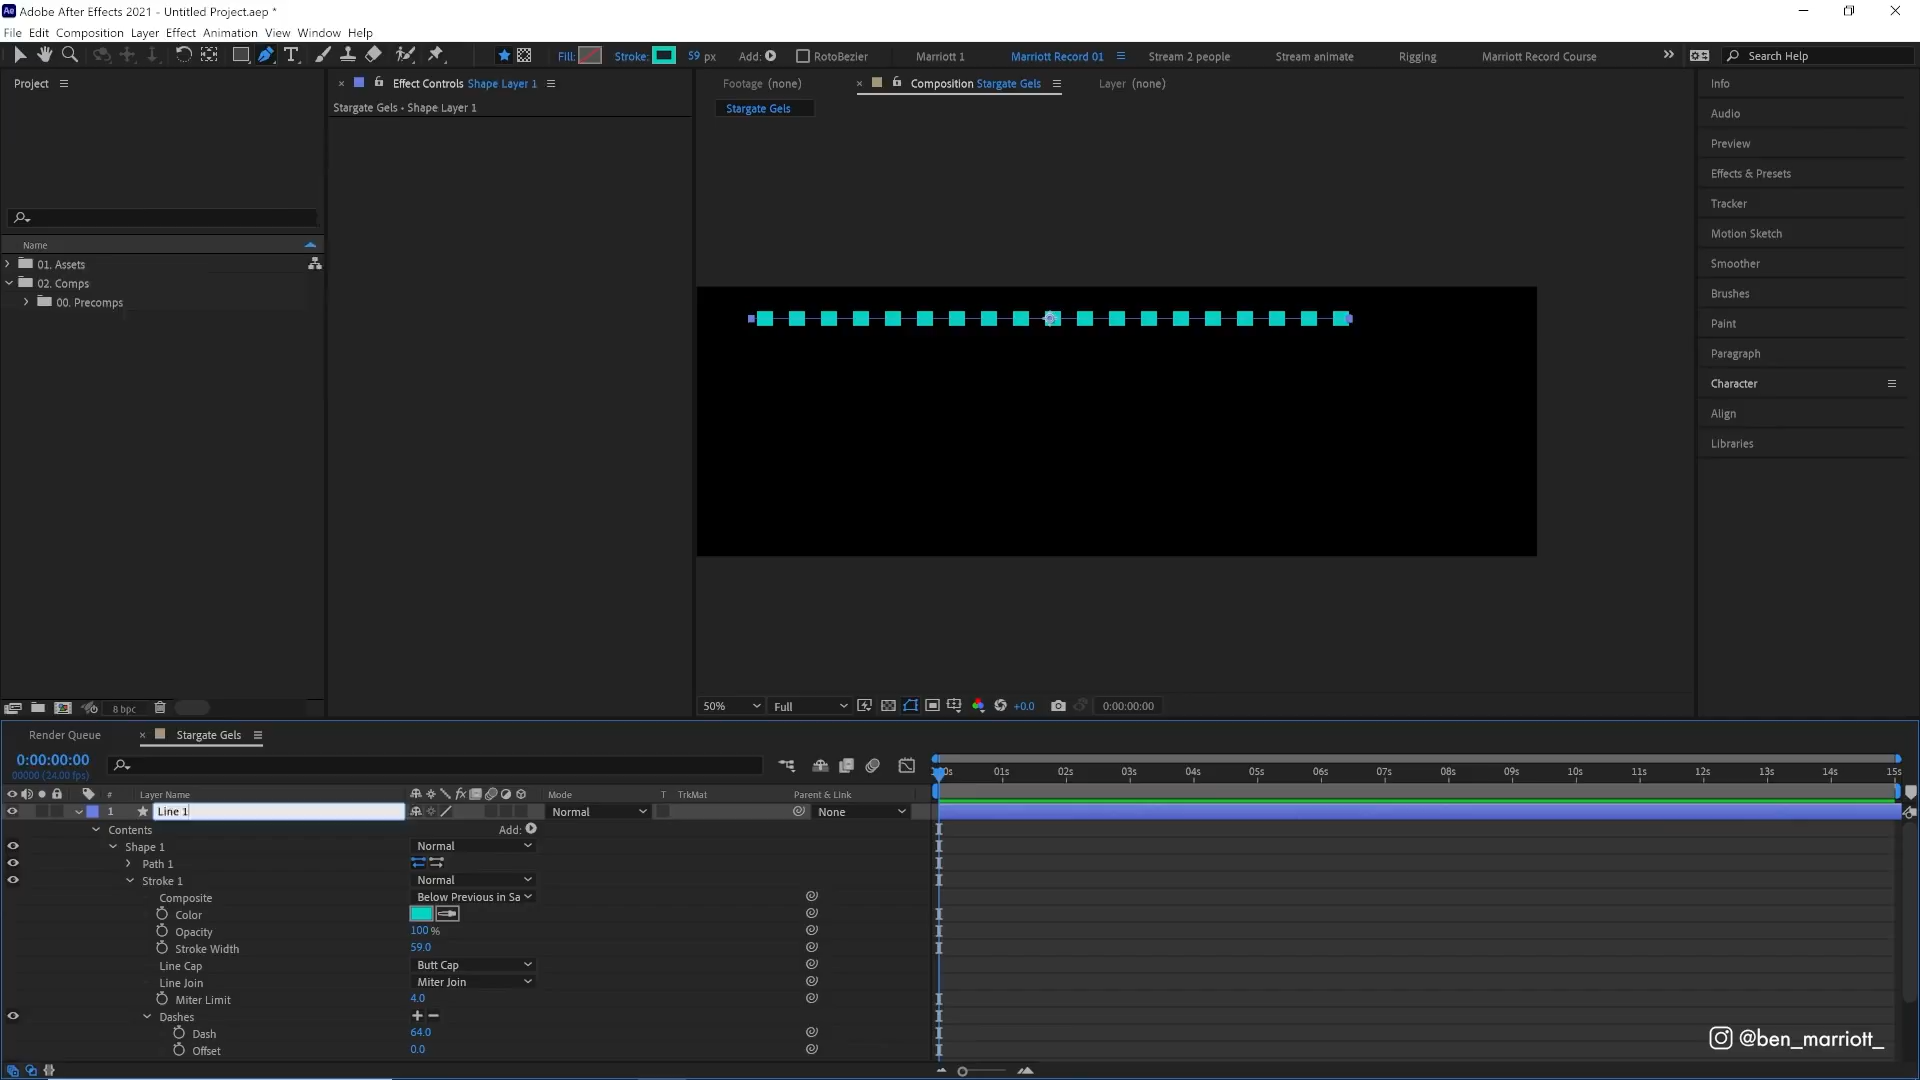 Adobe After Effects 2021 - Untitled Project.aep *
File Edit Composition Layer Effect Animation View Window Help
Fill: Stroke: 59 px Add: RotoBezier Marriott 1 Marriott Record 01 Stream 2 people Stream animate Rigging Marriott Record Course Search Help
Project
Effect Controls Shape Layer 1
Stargate Gels • Shape Layer 1
Footage (none) Composition Stargate Gels Layer (none)
Stargate Gels
Info
Audio
Preview
Effects & Presets
Tracker
Motion Sketch
Smoother
Brushes
Paint
Paragraph
Character
Align
Libraries
Name
01. Assets
02. Comps
00. Precomps
8 bpc
50% Full +0.0 0:00:00:00
Render Queue Stargate Gels
0:00:00:00
00000 (24.00 fps)
01s 02s 03s 04s 05s 06s 07s 08s 09s 10s 11s 12s 13s 14s 15s
# Layer Name Mode T TrkMat Parent & Link
1 Line 1 Normal None
Contents Add:
Shape 1 Normal
Path 1
Stroke 1 Normal
Composite Below Previous in Sa
Color
Opacity 100 %
Stroke Width 59.0
Line Cap Butt Cap
Line Join Miter Join
Miter Limit 4.0
Dashes
Dash 64.0
Offset 0.0
@ben_marriott_